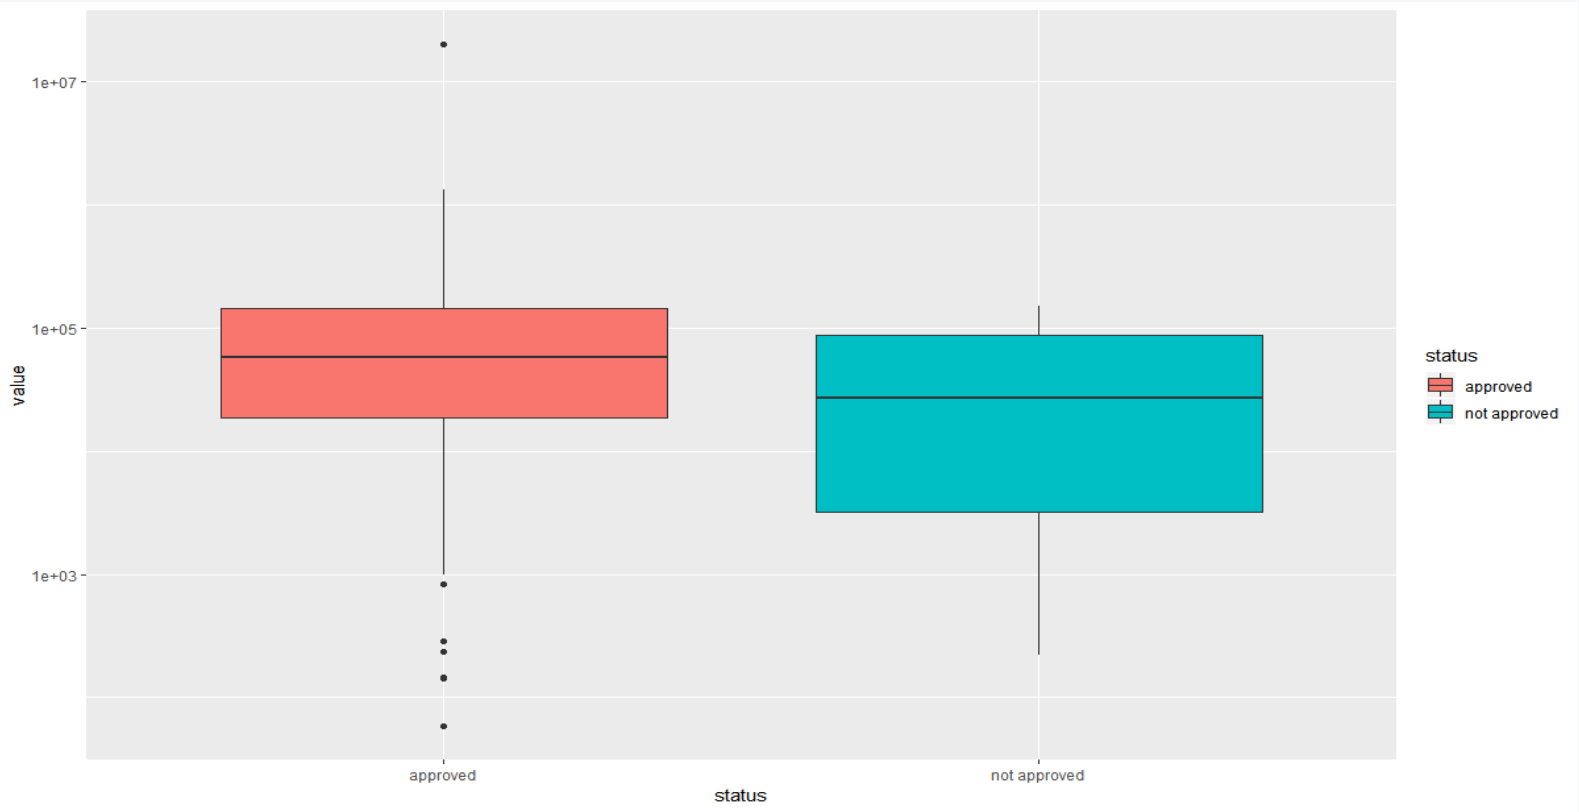 1e+07
1e+05
1e+03
value
approved
not approved
status
status
approved
not approved